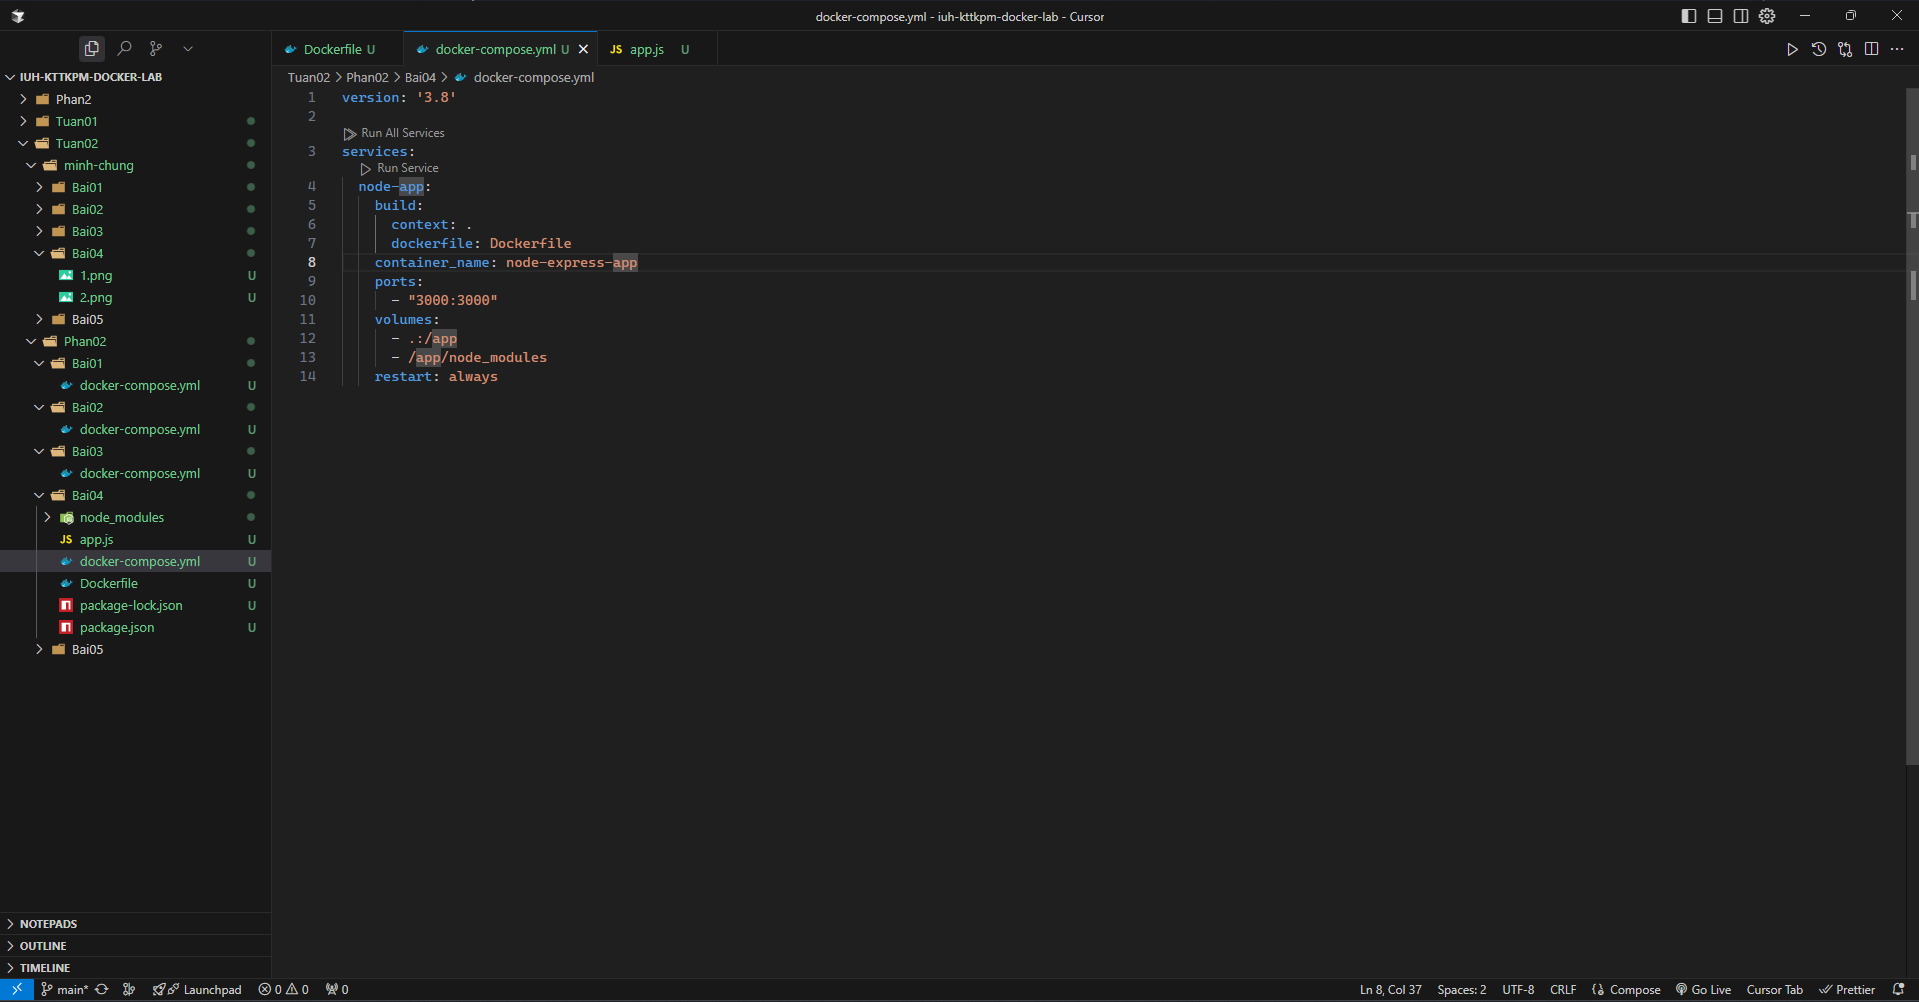 docker-compose.yml - iuh-kttkpm-docker-lab - Cursor
IUH-KTTKPM-DOCKER-LAB
Phan2
Tuan01
Tuan02
minh-chung
Bai01
Bai02
Bai03
Bai04
1.png U
2.png U
Bai05
Phan02
Bai01
docker-compose.yml U
Bai02
docker-compose.yml U
Bai03
docker-compose.yml U
Bai04
node_modules
JS app.js U
docker-compose.yml U
Dockerfile U
package-lock.json U
package.json U
Bai05
NOTEPADS
OUTLINE
TIMELINE
Dockerfile U docker-compose.yml U JS app.js U
Tuan02 > Phan02 > Bai04 > docker-compose.yml
1 version: '3.8'
2
Run All Services
3 services:
Run Service
4 node-app:
5 build:
6 context: .
7 dockerfile: Dockerfile
8 container_name: node-express-app
9 ports:
10 - "3000:3000"
11 volumes:
12 - .:/app
13 - /app/node_modules
14 restart: always
main* Launchpad 0 0 0 Ln 8, Col 37 Spaces: 2 UTF-8 CRLF Compose Go Live Cursor Tab Prettier